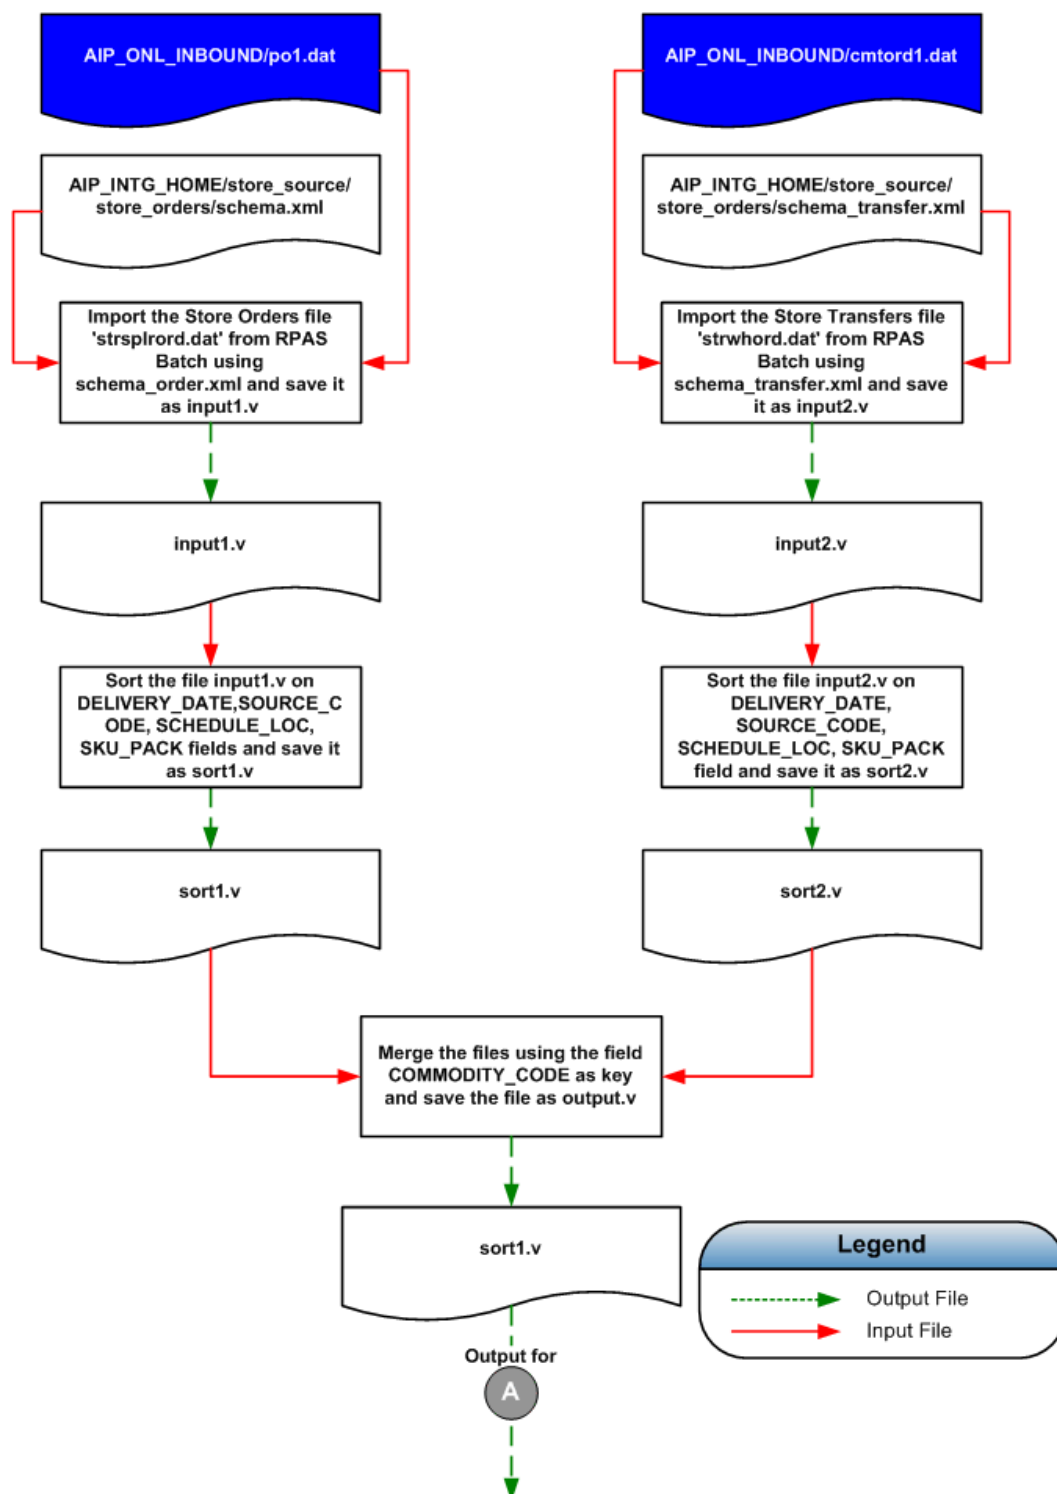 AIP_ONL_INBOUND/po1.dat
AIP_ONL_INBOUND/cmtord1.dat
AIP_INTG_HOME/store_source/
store_orders/schema.xml
AIP_INTG_HOME/store_source/
store_orders/schema_transfer.xml
Import the Store Orders file
'strsplrord.dat' from RPAS
Batch using
schema_order.xml and save it
as input1.v
Import the Store Transfers file
'strwhord.dat' from RPAS
Batch using
schema_transfer.xml and save
it as input2.v
input1.v
input2.v
Sort the file input1.v on
DELIVERY_DATE,SOURCE_C
ODE, SCHEDULE_LOC,
SKU_PACK fields and save it
as sort1.v
Sort the file input2.v on
DELIVERY_DATE,
SOURCE_CODE,
SCHEDULE_LOC, SKU_PACK
field and save it as sort2.v
sort1.v
sort2.v
Merge the files using the field
COMMODITY_CODE as key
and save the file as output.v
sort1.v
Legend
Output File
Input File
Output for
A